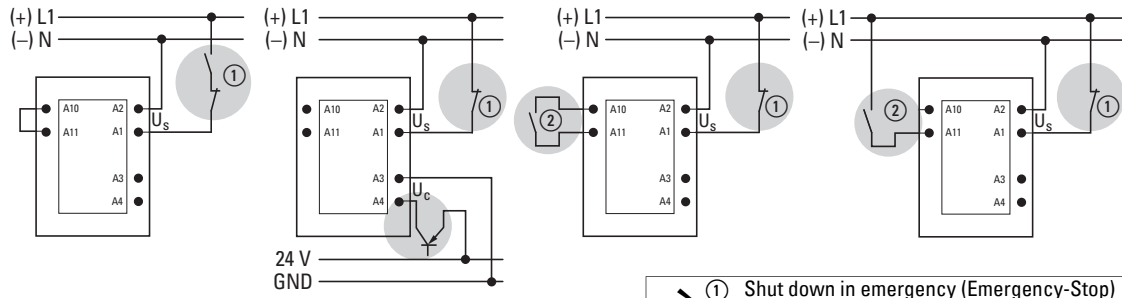 (+) L1
(–) N
①
A10
A2
A11
A1
Us
A3
A4
(+) L1
(–) N
①
A10
A2
A11
A1
Us
A3
A4
Uc
24 V
GND
(+) L1
(–) N
①
②
A10
A2
A11
A1
Us
A3
A4
(+) L1
(–) N
①
②
A10
A2
A11
A1
Us
A3
A4
① Shut down in emergency (Emergency-Stop)